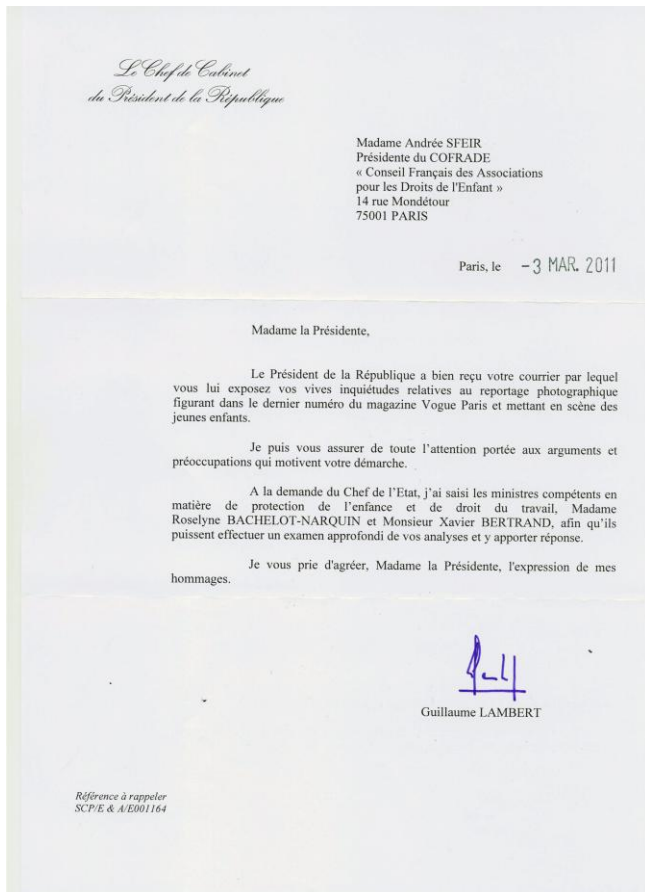 Le Chef de Cabinet
du Président de la République
Madame Andrée SFEIR
Présidente du COFRADE
« Conseil Français des Associations
pour les Droits de l'Enfant »
14 rue Mondétour
75001 PARIS
Paris, le -3 MAR. 2011
Madame la Présidente,
Le Président de la République a bien reçu votre courrier par lequel
vous lui exposez vos vives inquiétudes relatives au reportage photographique
figurant dans le dernier numéro du magazine Vogue Paris et mettant en scène des
jeunes enfants.
Je puis vous assurer de toute l'attention portée aux arguments et
préoccupations qui motivent votre démarche.
A la demande du Chef de l'Etat, j'ai saisi les ministres compétents en
matière de protection de l'enfance et de droit du travail, Madame
Roselyne BACHELOT-NARQUIN et Monsieur Xavier BERTRAND, afin qu'ils
puissent effectuer un examen approfondi de vos analyses et y apporter réponse.
Je vous prie d'agréer, Madame la Présidente, l'expression de mes
hommages.
Guillaume LAMBERT
Référence à rappeler
SCP/E & A/E001164